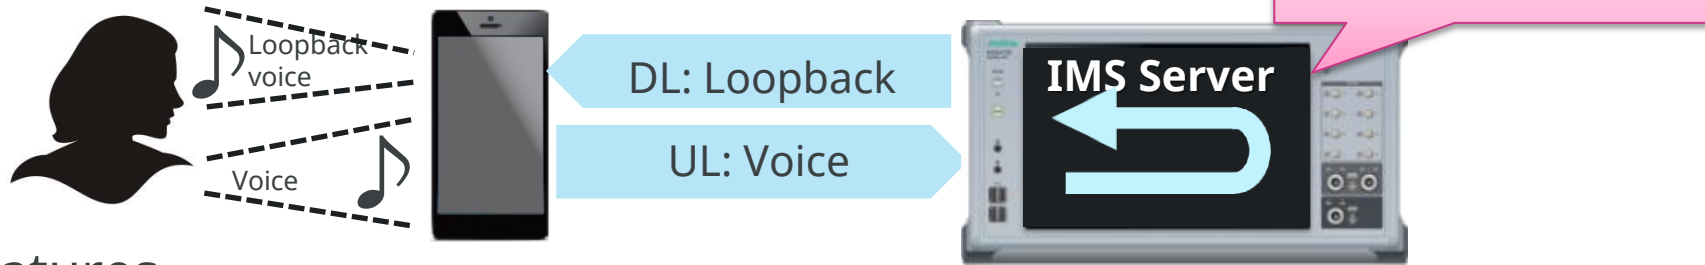 Loopback
voice
Voice
DL: Loopback
UL: Voice
IMS Server